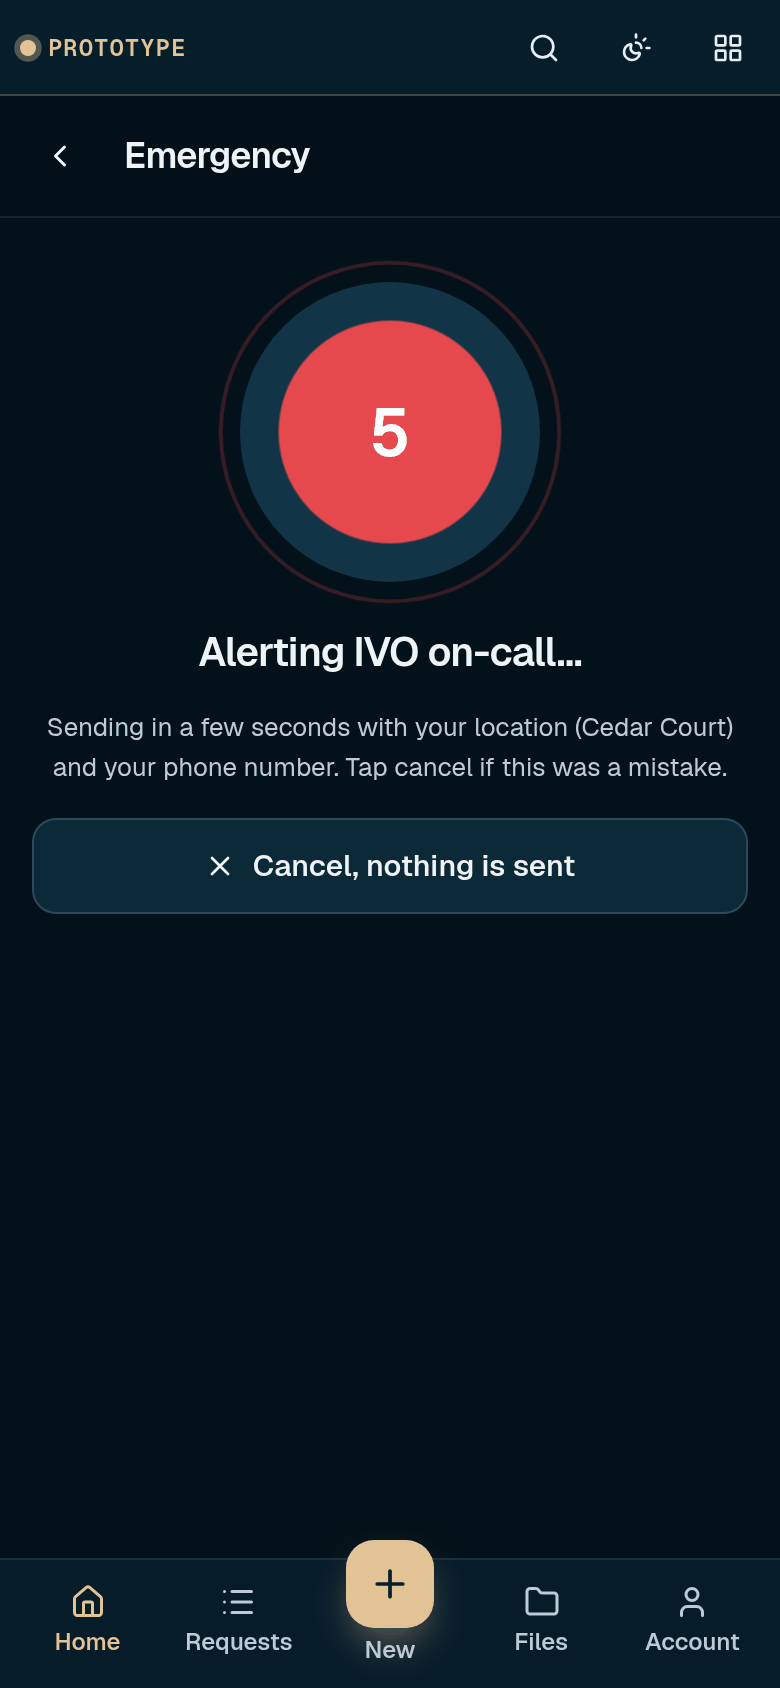 PROTOTYPE
Emergency
5
Alerting IVO on-call...
Sending in a few seconds with your location (Cedar Court)
and your phone number. Tap cancel if this was a mistake.
Cancel, nothing is sent
Home
Requests
New
Files
Account